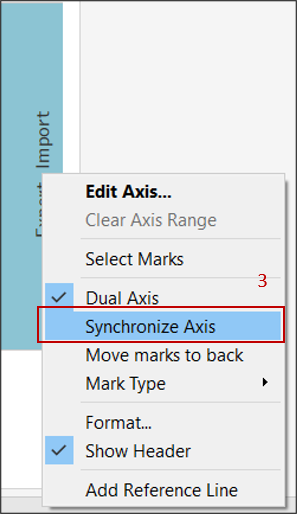 Export, Import
Edit Axis...
Clear Axis Range
Select Marks
3
Dual Axis
Synchronize Axis
Move marks to back
Mark Type
Format...
Show Header
Add Reference Line